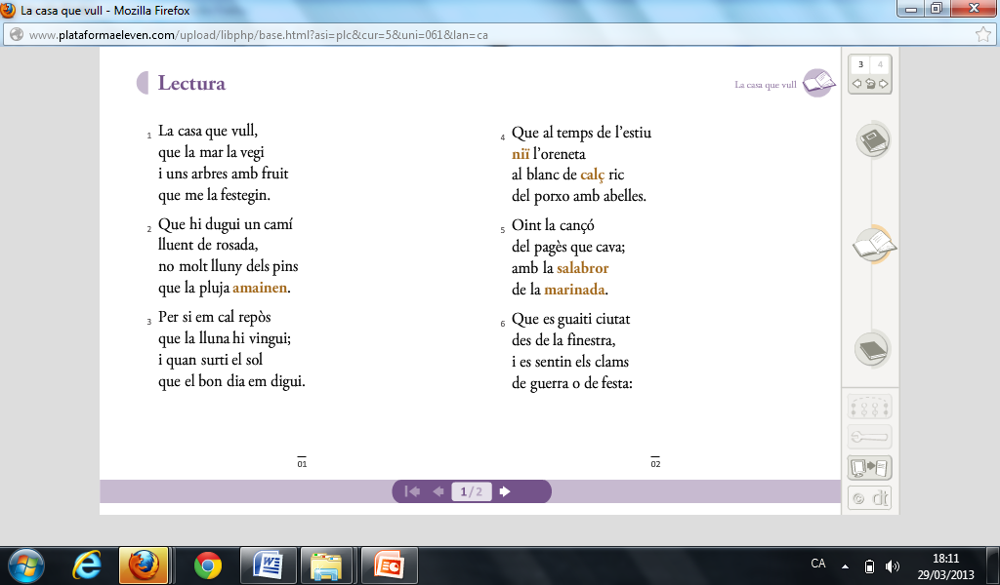 La casa que vull - Mozilla Firefox
www.plataformaeleven.com/upload/libphp/base.html?asi=plc&cur=5&uni=061&lan=ca
Lectura
La casa que vull
3 4
1 La casa que vull,
que la mar la vegi
i uns arbres amb fruit
que me la festegin.
2 Que hi dugui un camí
lluent de rosada,
no molt lluny dels pins
que la pluja amainen.
3 Per si em cal repòs
que la lluna hi vingui;
i quan surti el sol
que el bon dia em digui.
01
4 Que al temps de l'estiu
niï l'oreneta
al blanc de calç ric
del porxo amb abelles.
5 Oint la cançó
del pagès que cava;
amb la salabror
de la marinada.
6 Que es guaiti ciutat
des de la finestra,
i es sentin els clams
de guerra o de festa:
02
1/2
dt
CA
18:11
29/03/2013